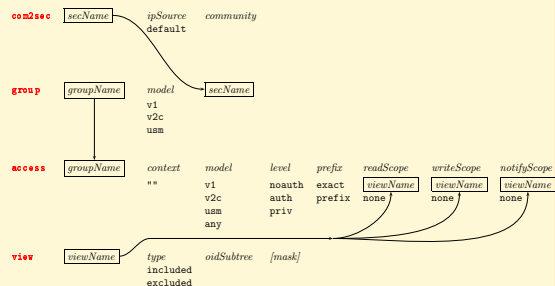 com2sec secName ipSource community
default
group groupName model secName
v1
v2c
usm
access groupName context model level prefix readScope writeScope notifyScope
"" v1 noauth exact viewName viewName viewName
v2c auth prefix none none none
usm priv
any
view viewName type oidSubtree [mask]
included
excluded